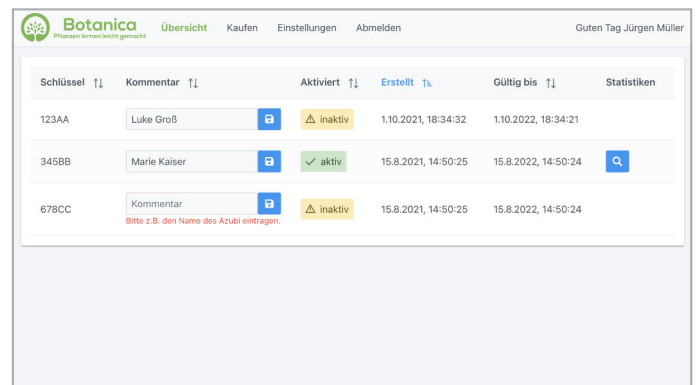 Botanica
Pflanzen lernen leicht gemacht
Übersicht Kaufen Einstellungen Abmelden Guten Tag Jürgen Müller
Schlüssel Kommentar Aktiviert Erstellt Gültig bis Statistiken
123AA Luke Groß inaktiv 1.10.2021, 18:34:32 1.10.2022, 18:34:21
345BB Marie Kaiser aktiv 15.8.2021, 14:50:25 15.8.2022, 14:50:24
678CC Kommentar inaktiv 15.8.2021, 14:50:25 15.8.2022, 14:50:24
Bitte z.B. den Name des Azubi eintragen.